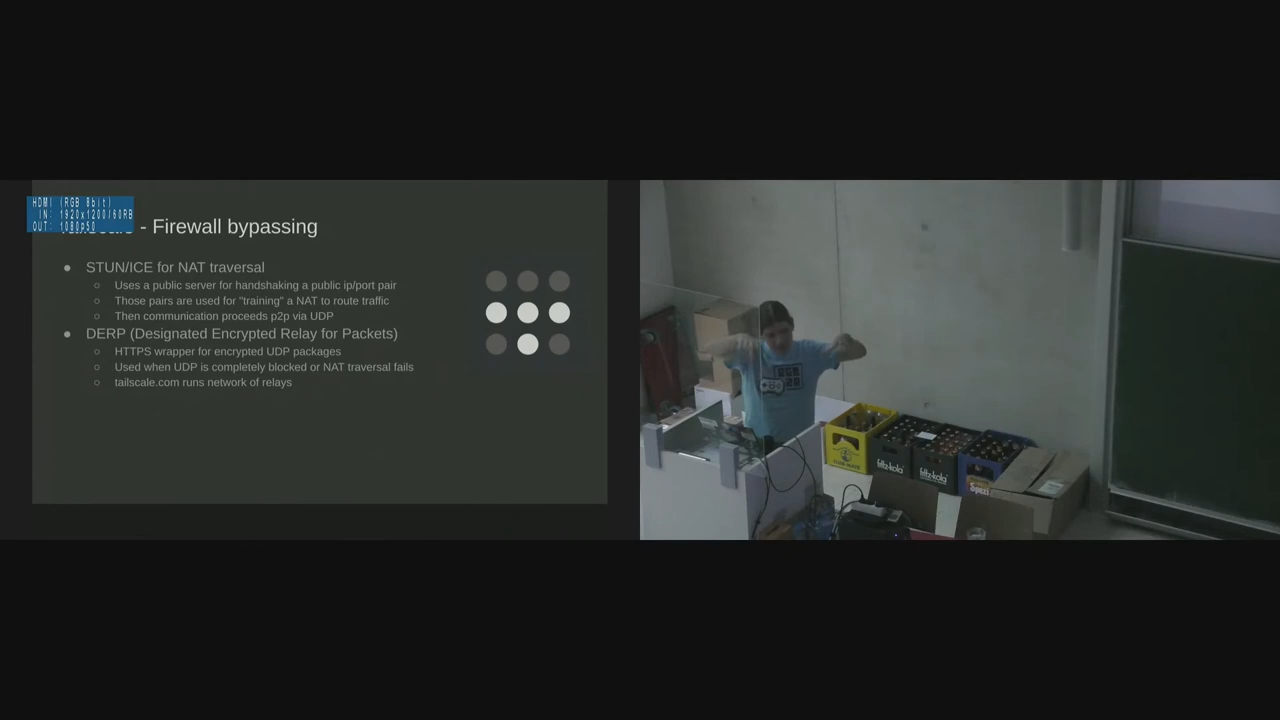 HDMI (RGB 8bit)
IN: 1920x1200/60RB
OUT: 1080p50
- Firewall bypassing
● STUN/ICE for NAT traversal
○ Uses a public server for handshaking a public ip/port pair
○ Those pairs are used for "training" a NAT to route traffic
○ Then communication proceeds p2p via UDP
● DERP (Designated Encrypted Relay for Packets)
○ HTTPS wrapper for encrypted UDP packages
○ Used when UDP is completely blocked or NAT traversal fails
○ tailscale.com runs network of relays
fritz-kola
fritz-kola
Spezi